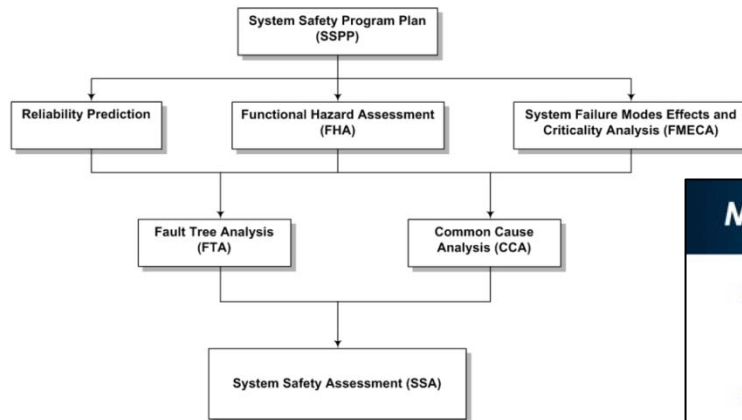 System Safety Program Plan
(SSPP)
Reliability Prediction
Functional Hazard Assessment
(FHA)
System Failure Modes Effects and
Criticality Analysis (FMECA)
Fault Tree Analysis
(FTA)
Common Cause
Analysis (CCA)
System Safety Assessment (SSA)
M